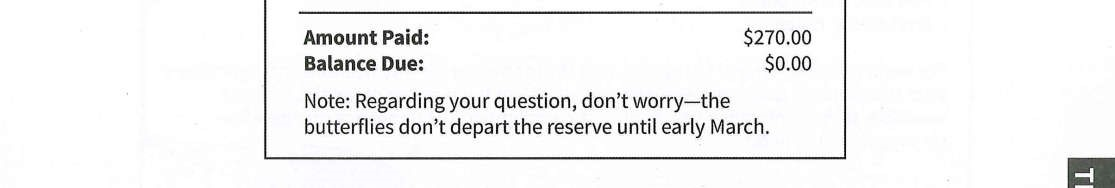 Amount Paid: $270.00
Balance Due: $0.00
Note: Regarding your question, don't worry—the
butterflies don't depart the reserve until early March.